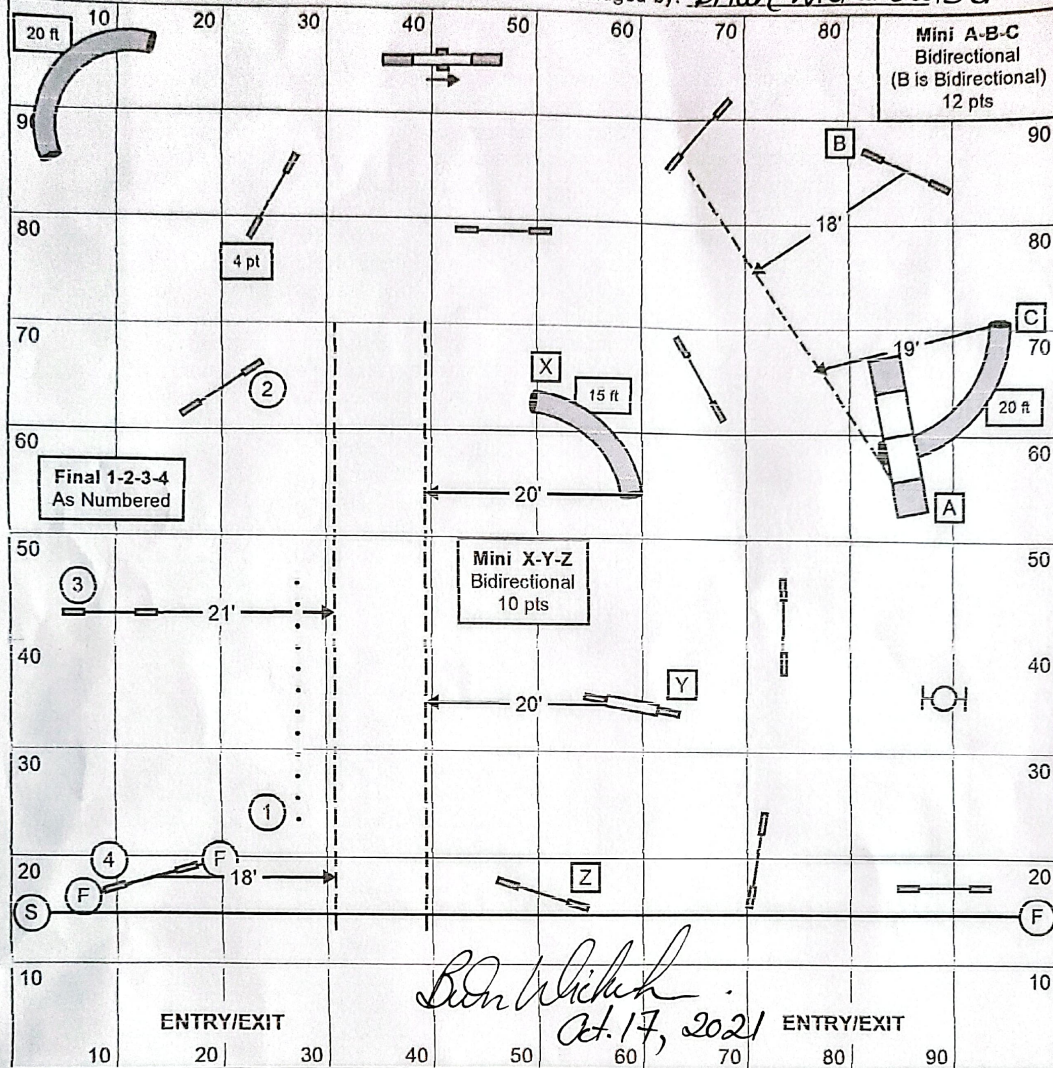 10 20 30 40 50 60 70 80
20 ft
Mini A-B-C
Bidirectional
(B is Bidirectional)
12 pts
90 90
B
80 80
18'
4 pt
70 70
C
19'
2
X
15 ft
20 ft
60 60
Final 1-2-3-4
As Numbered
20'
A
50 50
Mini X-Y-Z
Bidirectional
10 pts
3
21'
40 40
Y
20'
30 30
1
20 20
4 F
18'
Z
F
S F
10 10
Oct. 17, 2021
ENTRY/EXIT ENTRY/EXIT
10 20 30 40 50 60 70 80 90